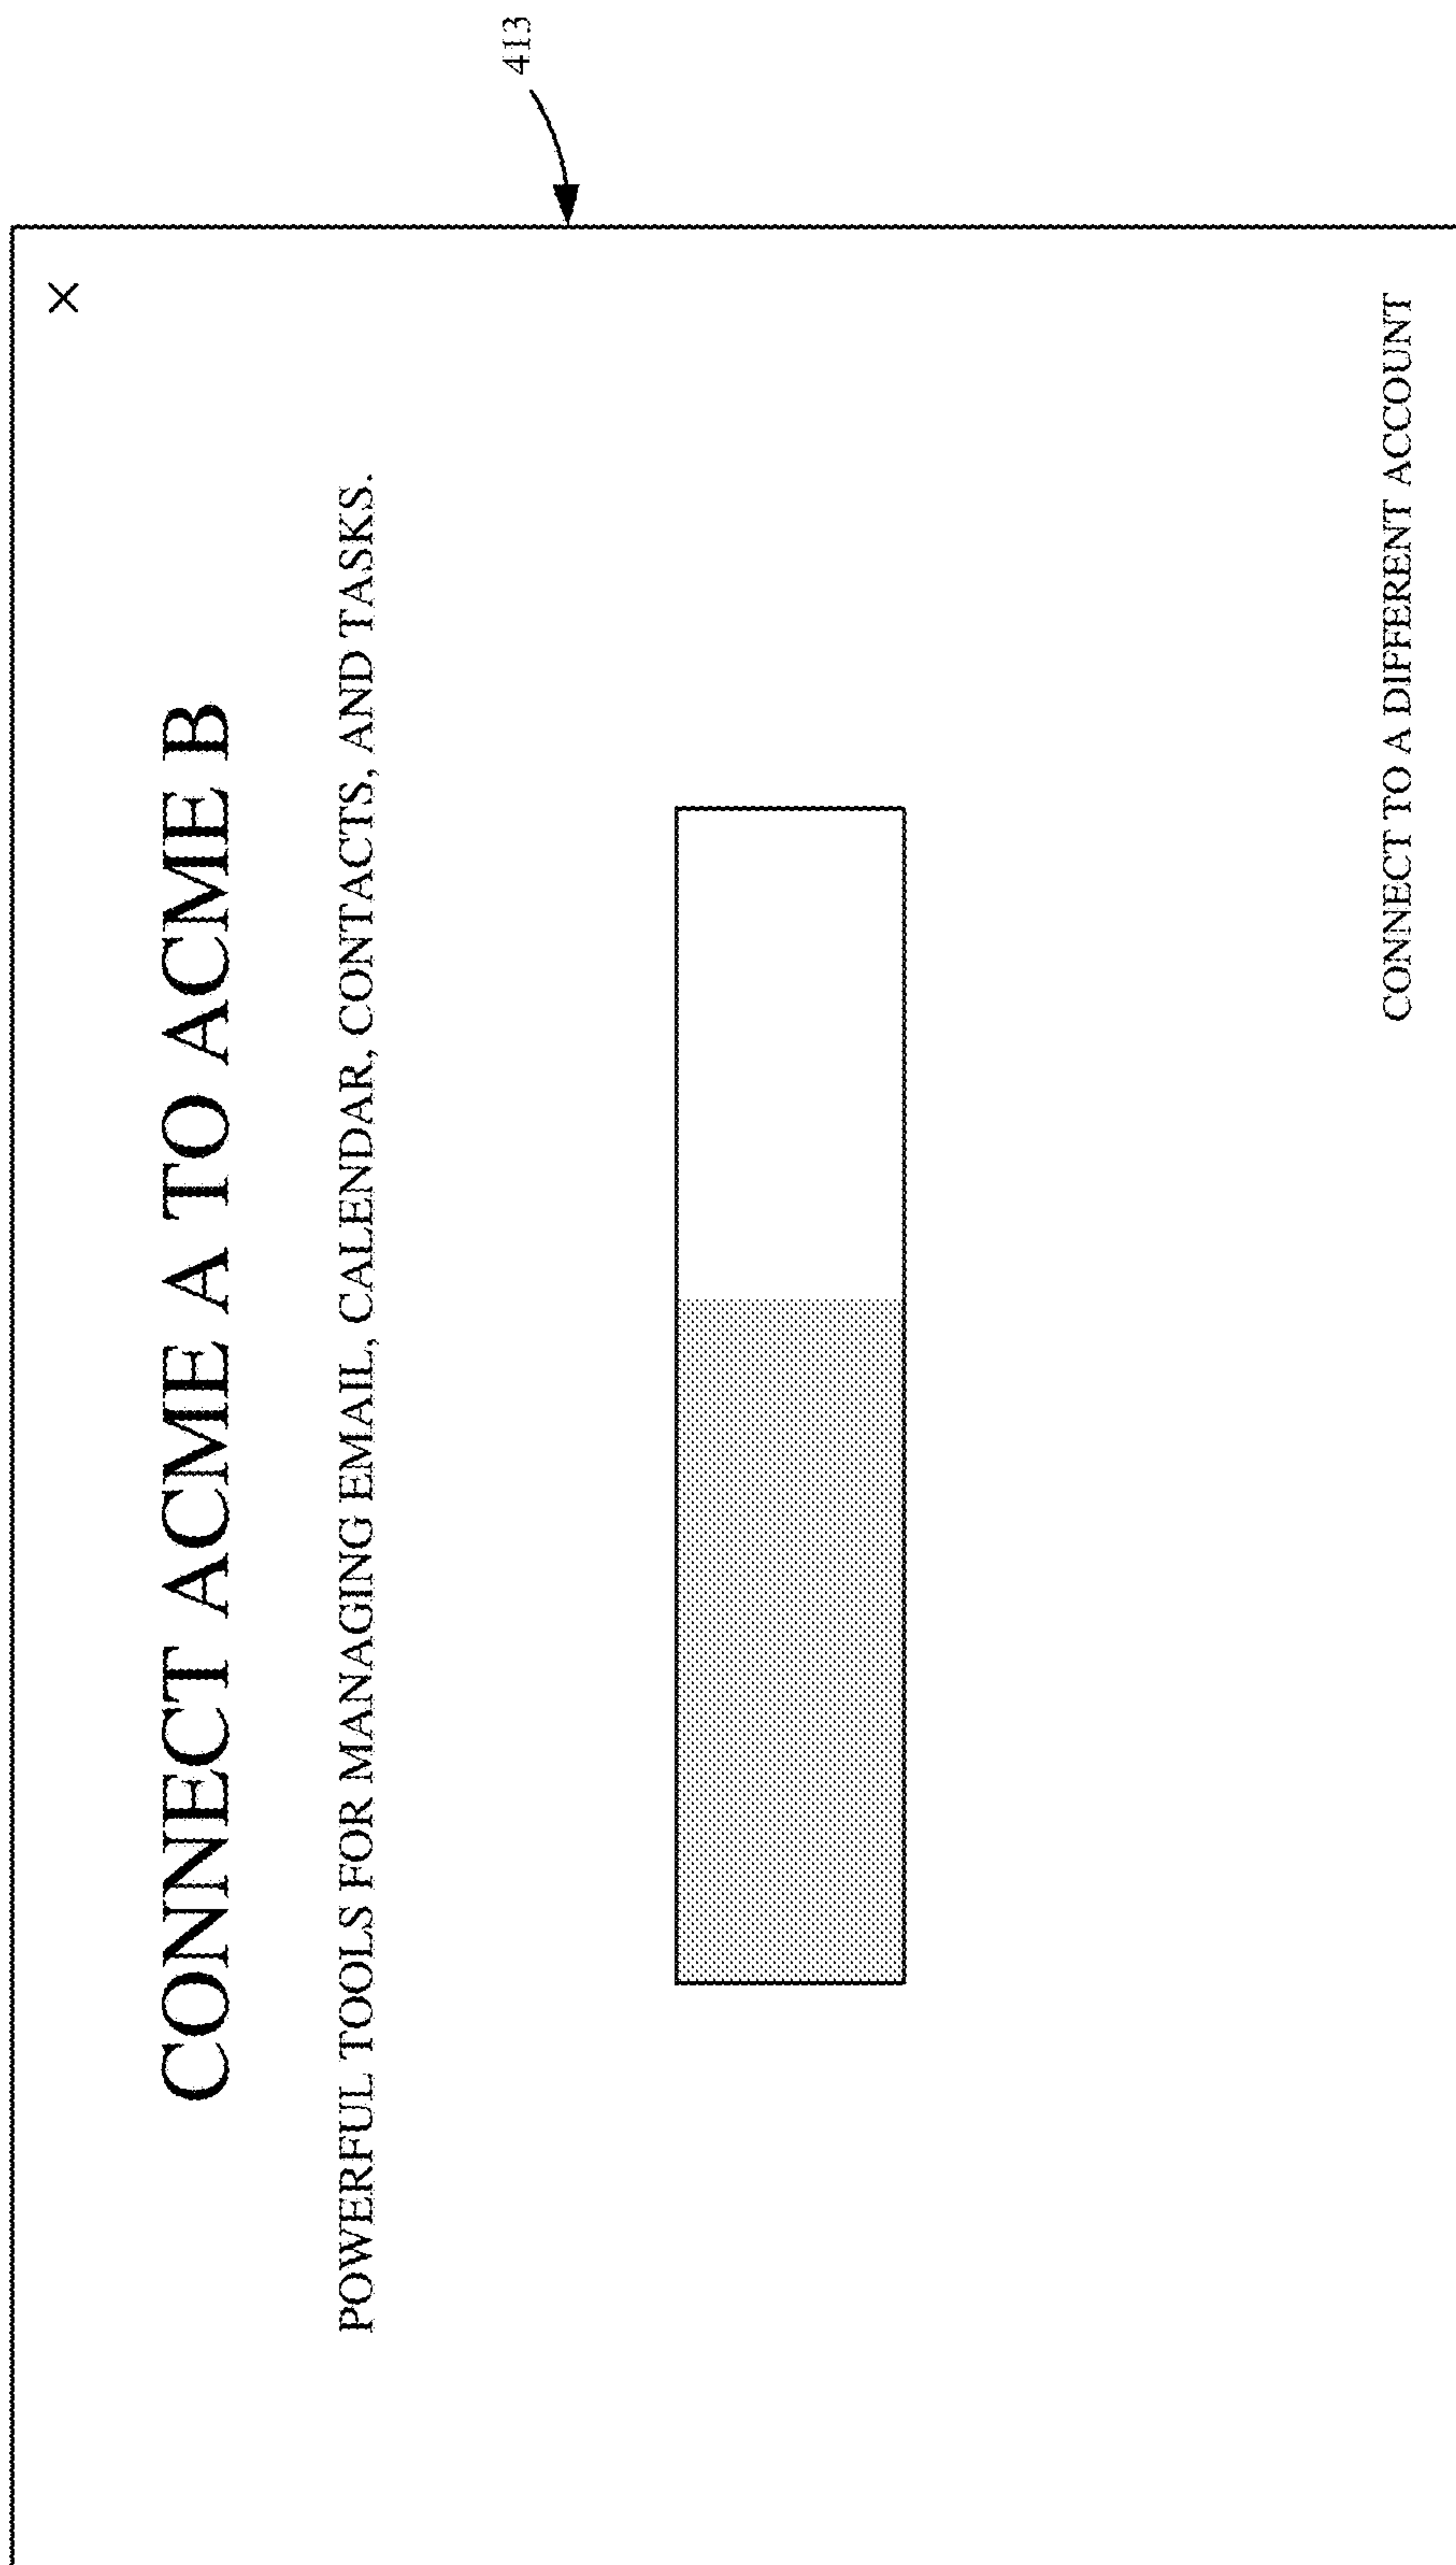 413
×
CONNECT ACME A TO ACME B
POWERFUL TOOLS FOR MANAGING EMAIL, CALENDAR, CONTACTS, AND TASKS.
CONNECT TO A DIFFERENT ACCOUNT